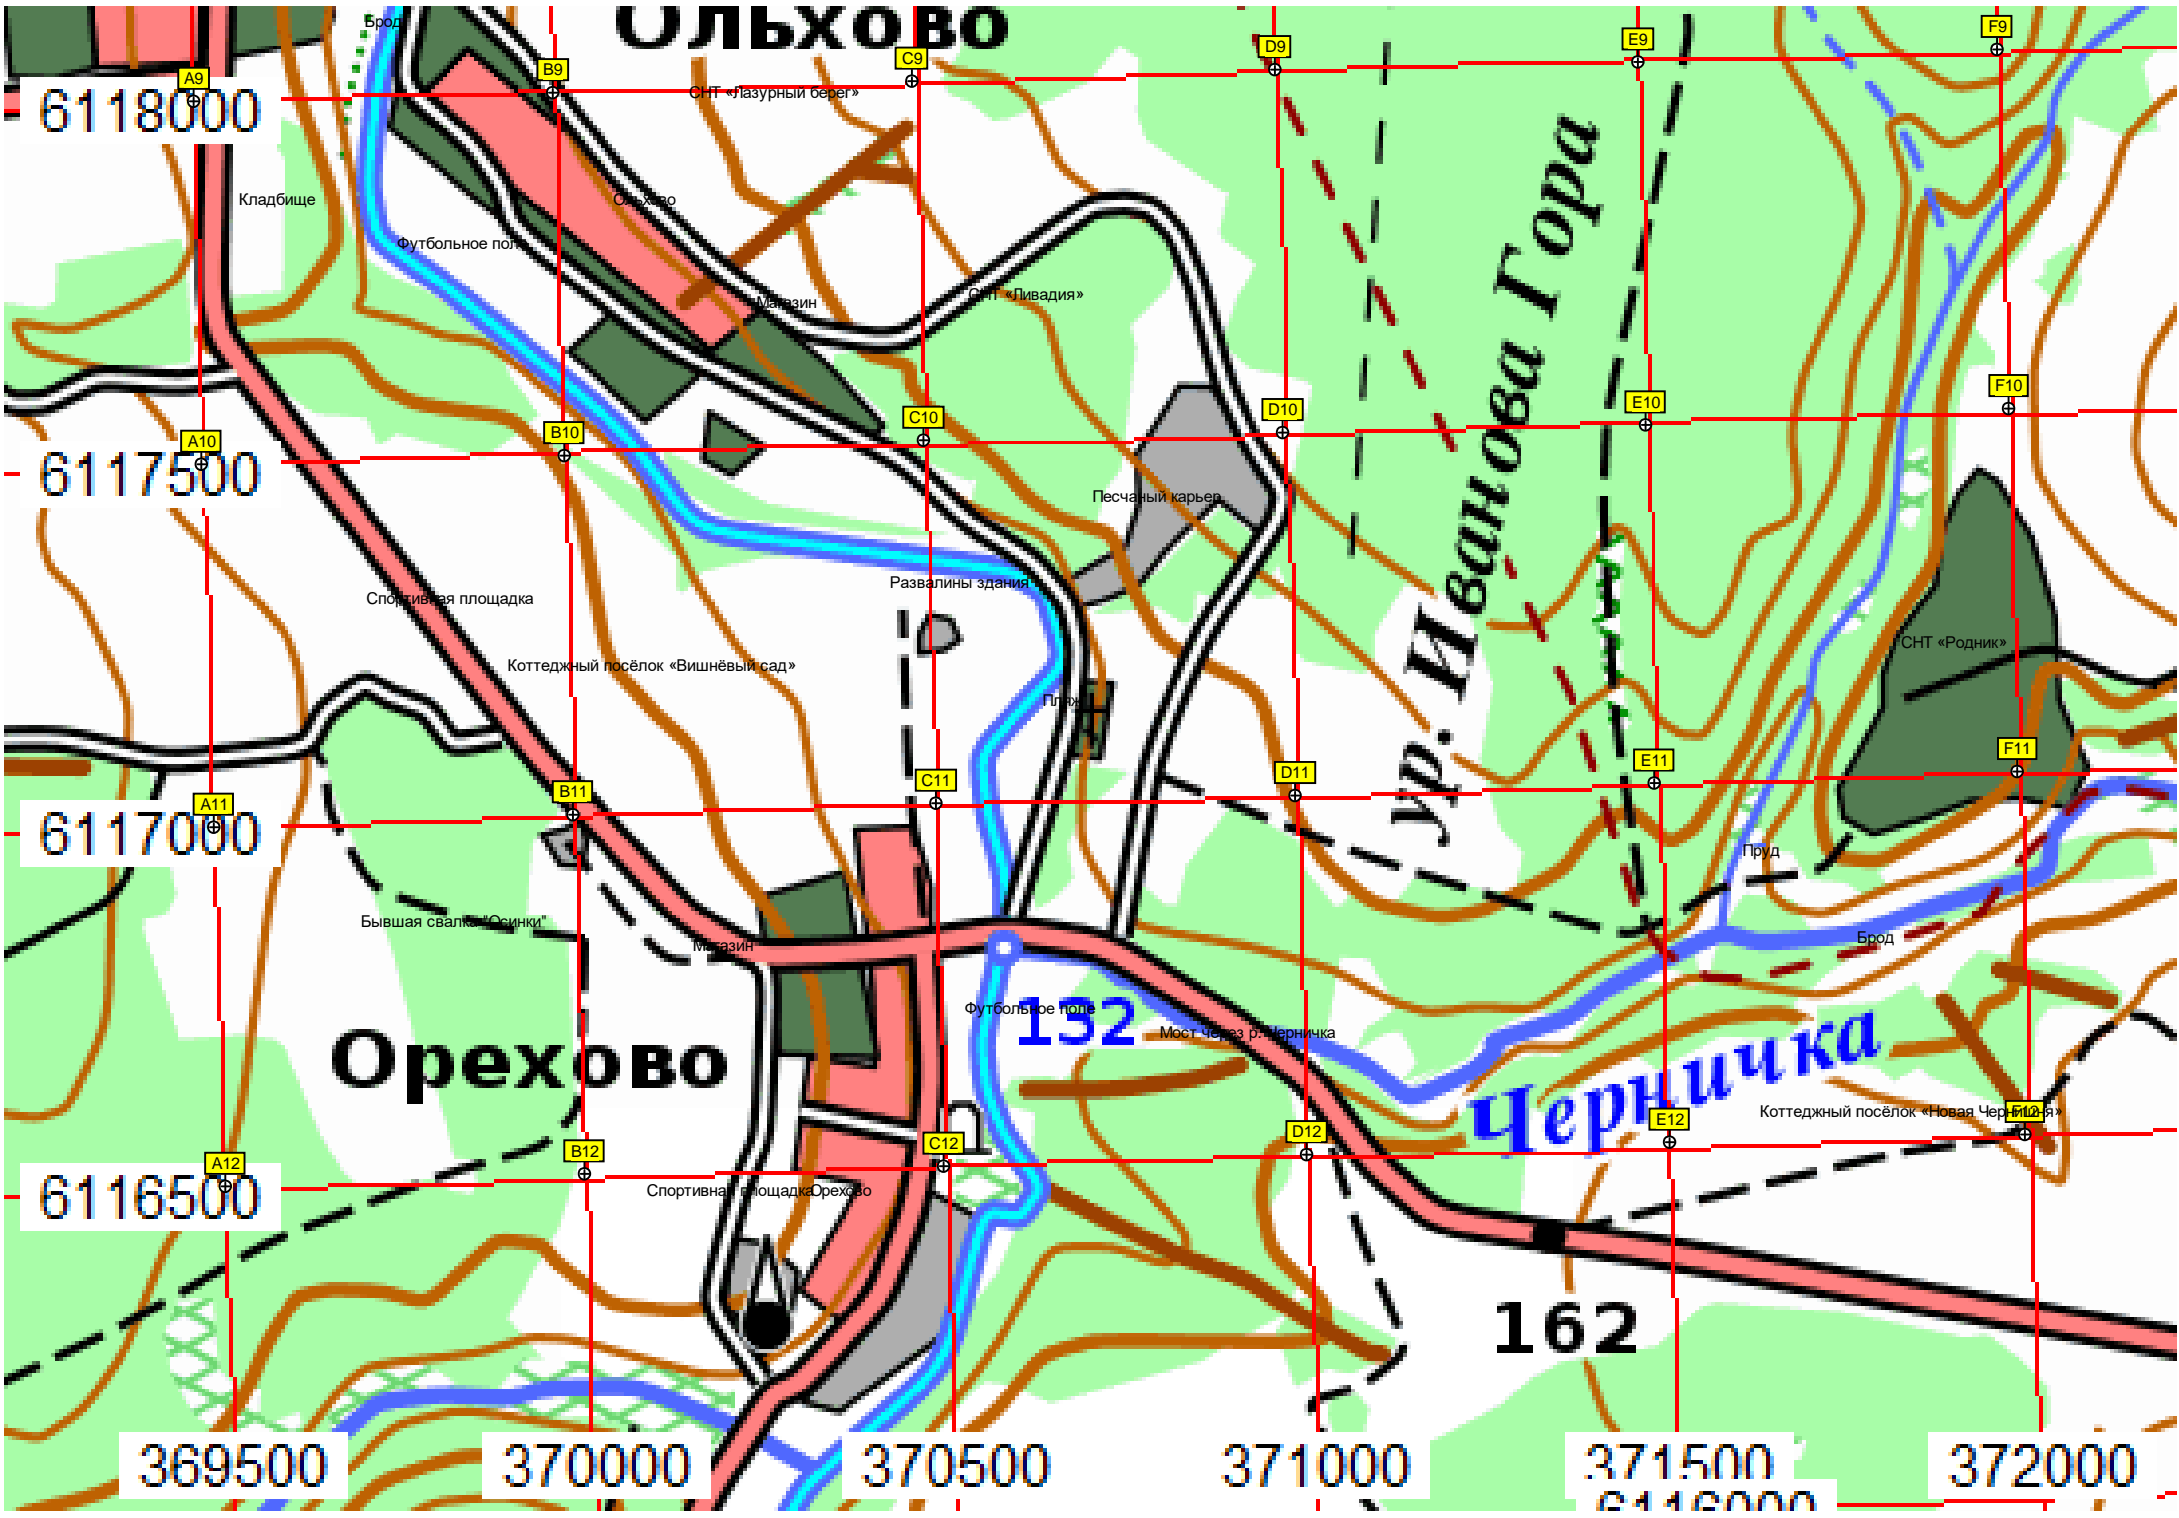 Брод
Ольхово
A9
B9
C9
D9
E9
F9
6118000
СНТ «Лазурный берег»
Кладбище
Ольхово
Футбольное пол
Магазин
СНТ «Ливадия»
ур. Иванова Гора
A10
B10
C10
D10
E10
F10
6117500
Песчаный карьер
Развалины здания
Спортивная площадка
СНТ «Родник»
Коттеджный посёлок «Вишнёвый сад»
Пляж
A11
B11
C11
D11
E11
F11
6117000
Пруд
Бывшая свалка "Осинки"
Магазин
Брод
Футбольное поле
132
Мост через р. Черничка
Орехово
Черничка
Коттеджный посёлок «Новая Чернишня»
A12
B12
C12
D12
E12
F12
6116500
Спортивная площадка
Орехово
162
369500
370000
370500
371000
371500
372000
6116000